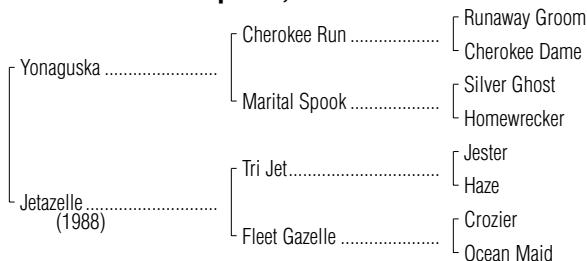 Yonaguska
Jetazelle
(1988)
Cherokee Run
Marital Spook
Tri Jet
Fleet Gazelle
Runaway Groom
Cherokee Dame
Silver Ghost
Homewrecker
Jester
Haze
Crozier
Ocean Maid